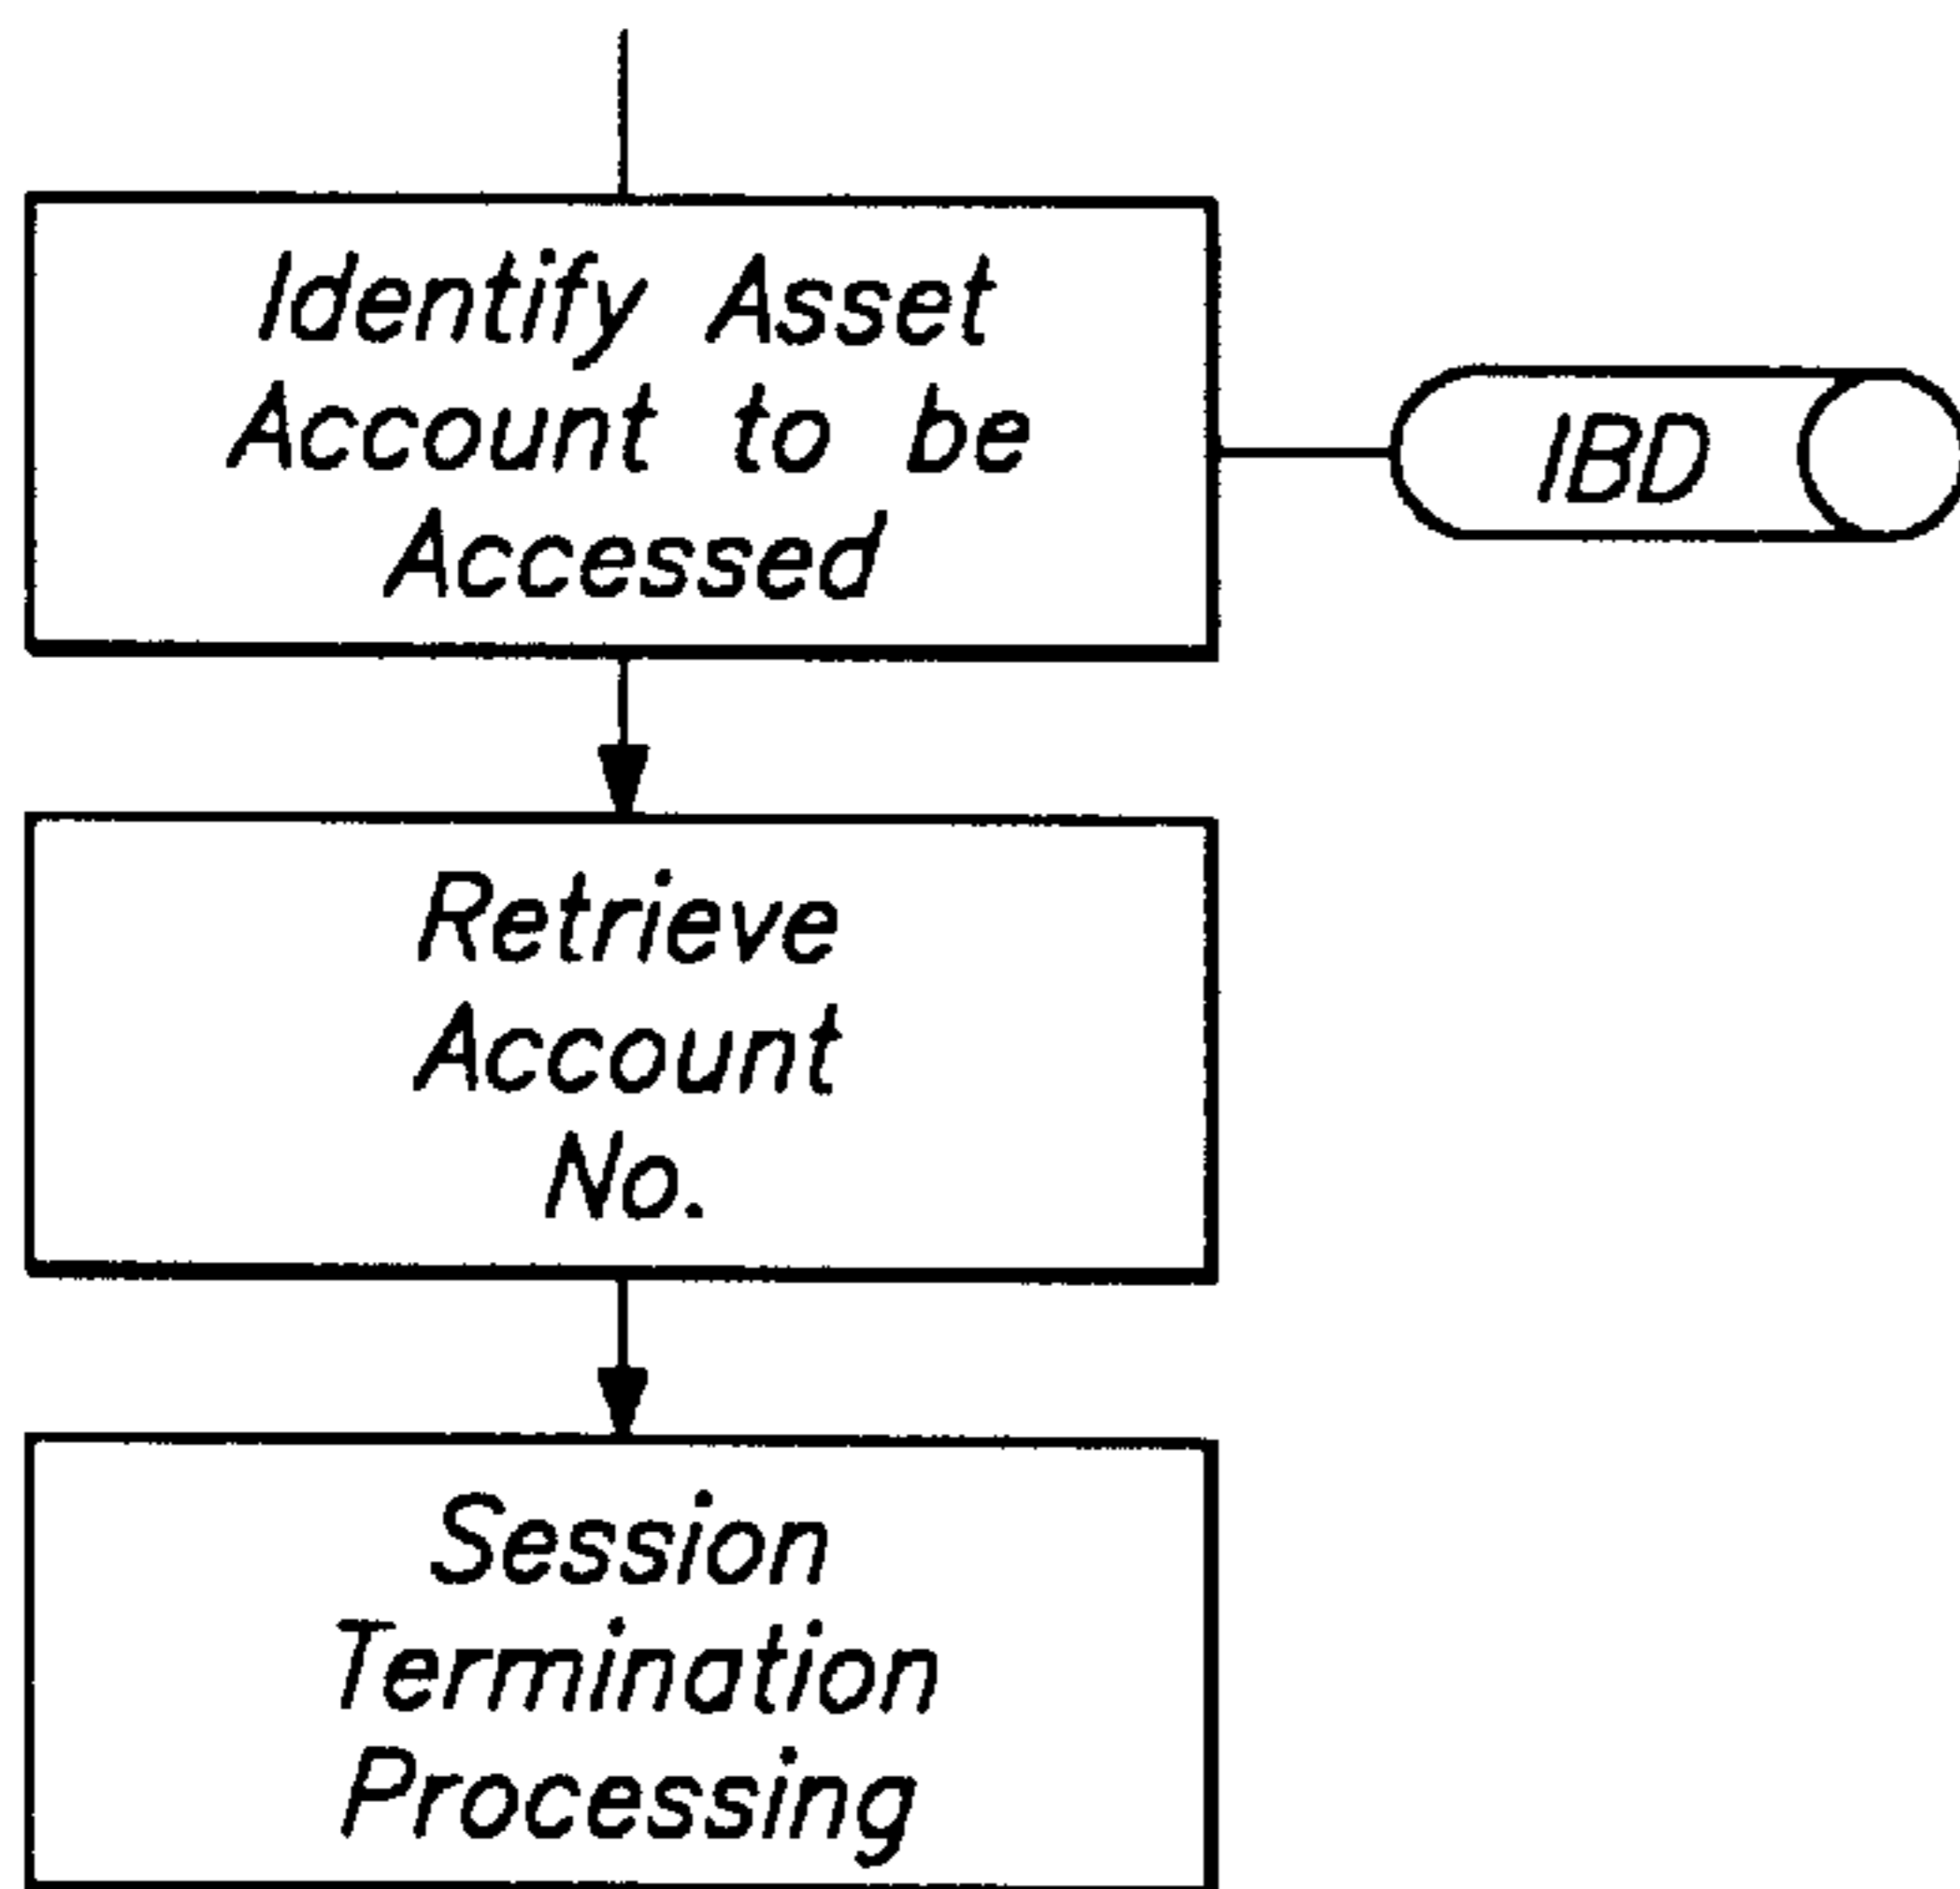 Identify Asset
Account to be
Accessed
IBD
Retrieve
Account
No.
Session
Termination
Processing